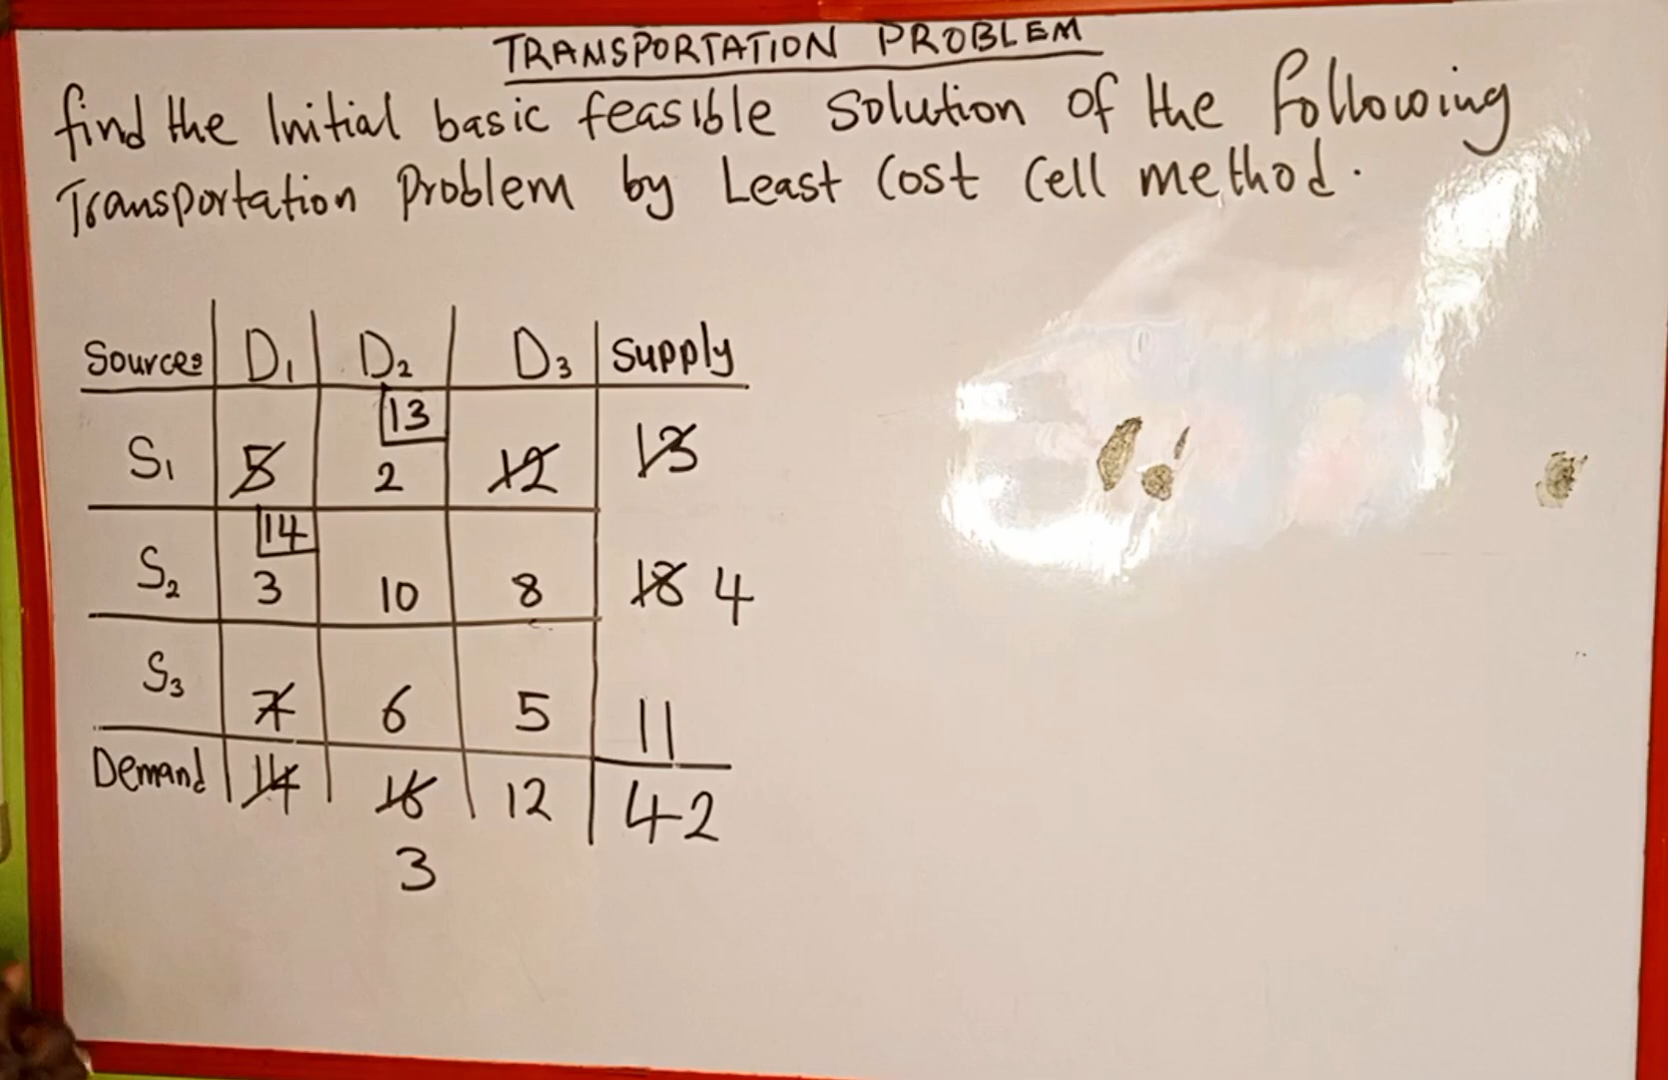 TRANSPORTATION PROBLEM
find the Initial basic feasible Solution of the following
Transportation Problem by Least Cost Cell method.
Sources D1 D2 D3 Supply
13
S1 5 2 12 13
14
S2 3 10 8 18 4
S3 7 6 5 11
Demand 14 16 12 42
3